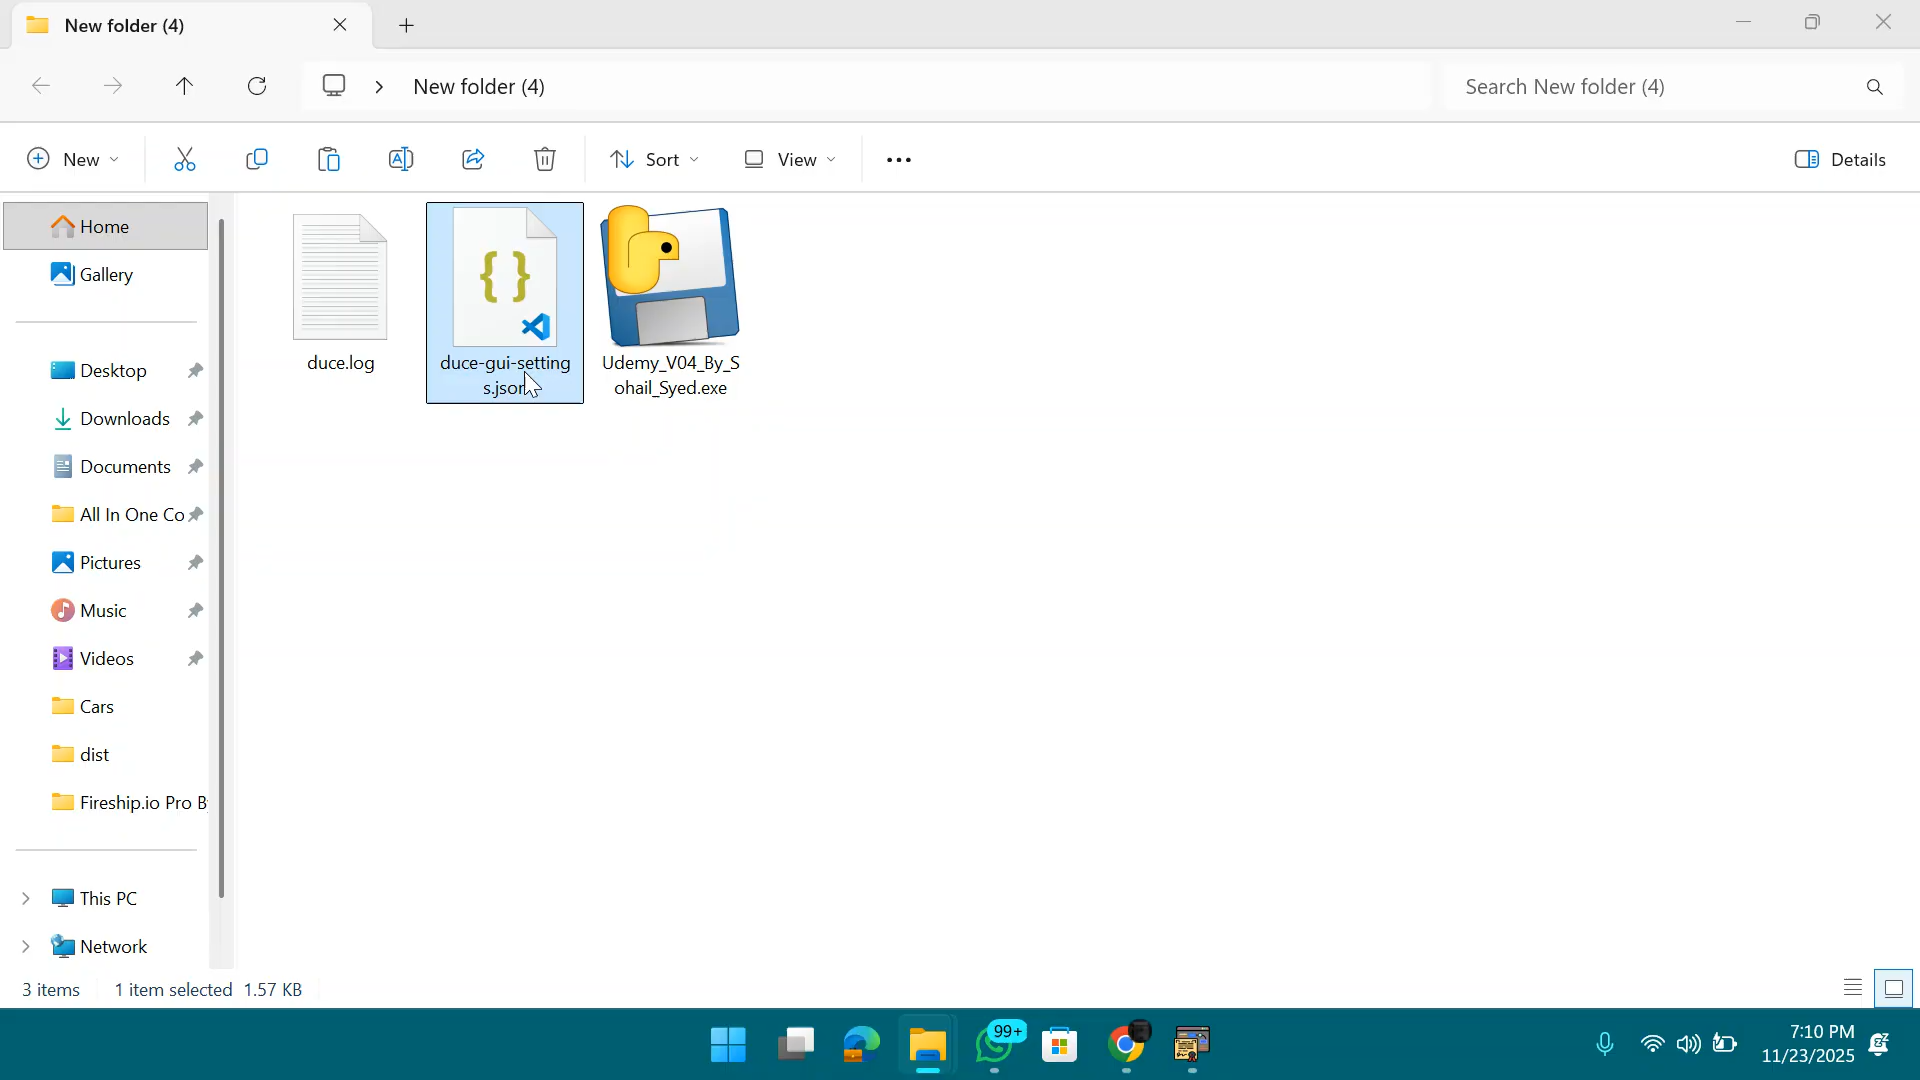 New folder (4)
New folder (4)
Search New folder (4)
New
Sort
View
Details
Home
Gallery
Desktop
Downloads
Documents
All In One Co
Pictures
Music
Videos
Cars
dist
Fireship.io Pro B
This PC
Network
duce.log
duce-gui-setting
s.json
Udemy_V04_By_S
ohail_Syed.exe
3 items
1 item selected 1.57 KB
99+
7:10 PM
11/23/2025